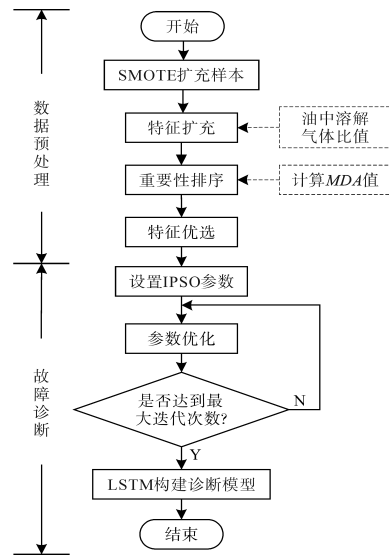 开始
SMOTE扩充样本
特征扩充
油中溶解
气体比值
重要性排序
计算MDA值
特征优选
数据预处理
设置IPSO参数
参数优化
是否达到最
大迭代次数?
N
Y
LSTM构建诊断模型
结束
故障诊断